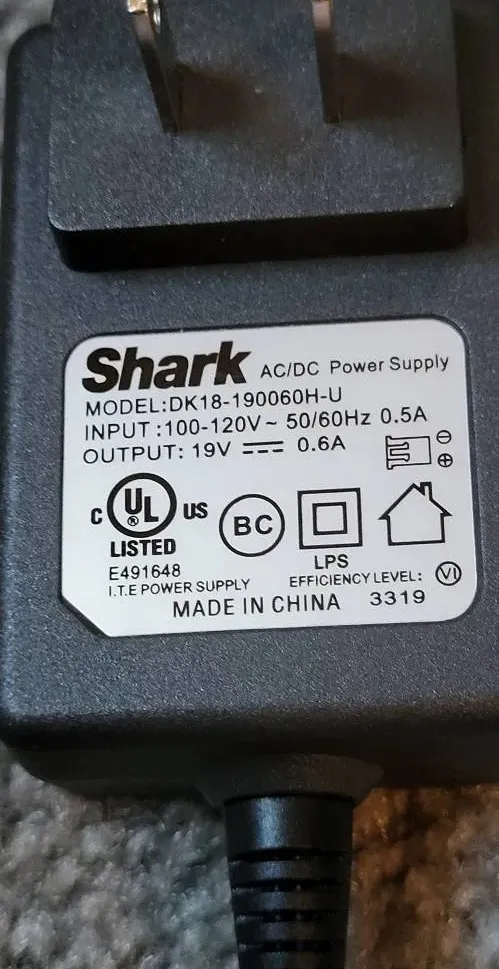 Shark AC/DC Power Supply
MODEL:DK18-190060H-U
INPUT :100-120V~ 50/60Hz 0.5A
OUTPUT: 19V ⎓ 0.6A
⊖
⊕
C UL ® US
BC
LISTED
LPS
E491648
EFFICIENCY LEVEL: VI
I.T.E POWER SUPPLY
MADE IN CHINA 3319